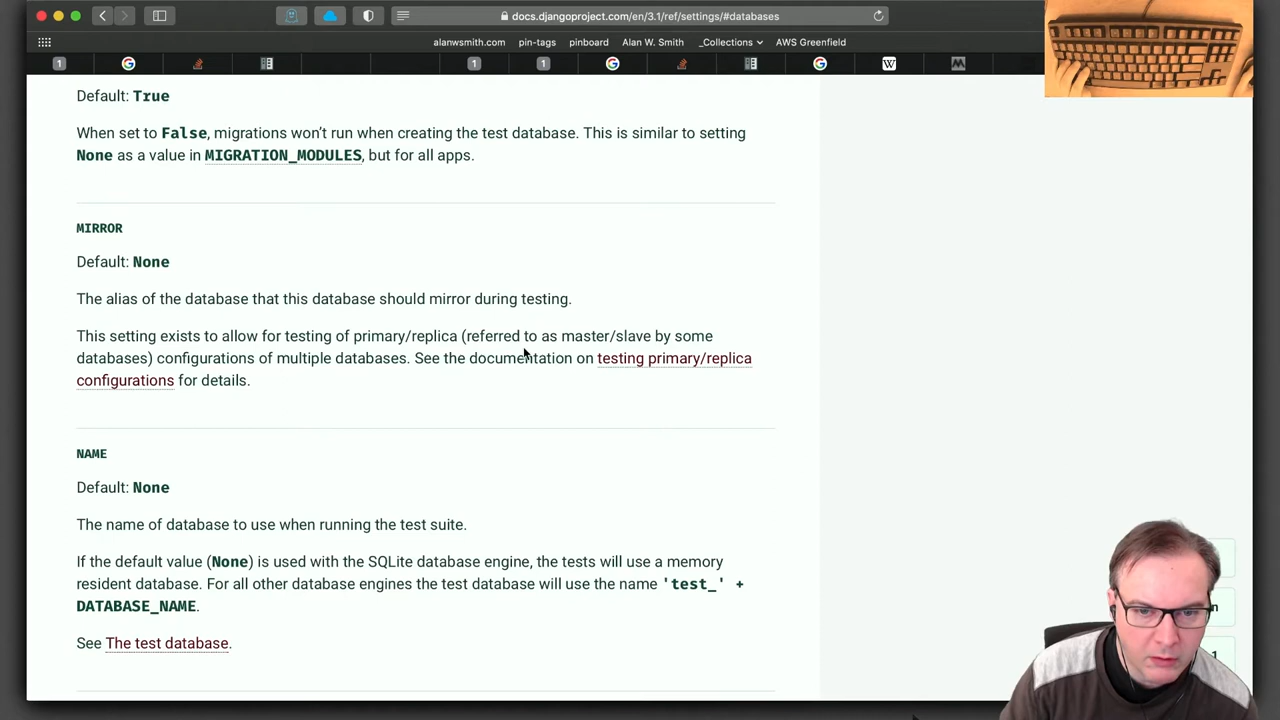 docs.djangoproject.com/en/3.1/ref/settings/#databases
alanwsmith.com pin-tags pinboard Alan W. Smith _Collections AWS Greenfield
1 G 1 1 G G W
Default: True
When set to False, migrations won't run when creating the test database. This is similar to setting
None as a value in MIGRATION_MODULES, but for all apps.
MIRROR
Default: None
The alias of the database that this database should mirror during testing.
This setting exists to allow for testing of primary/replica (referred to as master/slave by some
databases) configurations of multiple databases. See the documentation on testing primary/replica
configurations for details.
NAME
Default: None
The name of database to use when running the test suite.
If the default value (None) is used with the SQLite database engine, the tests will use a memory
resident database. For all other database engines the test database will use the name 'test_' +
DATABASE_NAME.
See The test database.
n
1